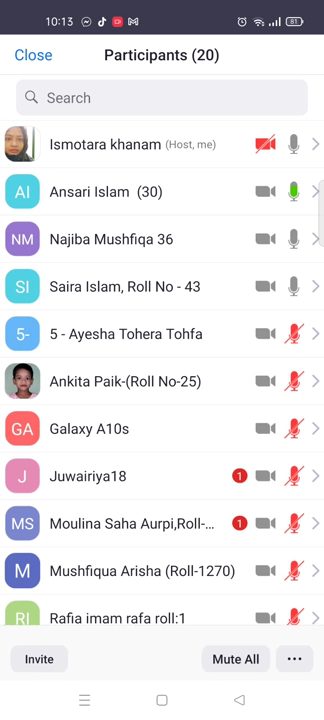 10:13
81
Close
Participants (20)
Search
Ismotara khanam (Host, me)
AI
Ansari Islam (30)
NM
Najiba Mushfiqa 36
SI
Saira Islam, Roll No - 43
5-
5 - Ayesha Tohera Tohfa
Ankita Paik-(Roll No-25)
GA
Galaxy A10s
J
Juwairiya18
1
MS
Moulina Saha Aurpi,Roll-...
1
M
Mushfiqua Arisha (Roll-1270)
RI
Rafia imam rafa roll:1
Invite
Mute All
...